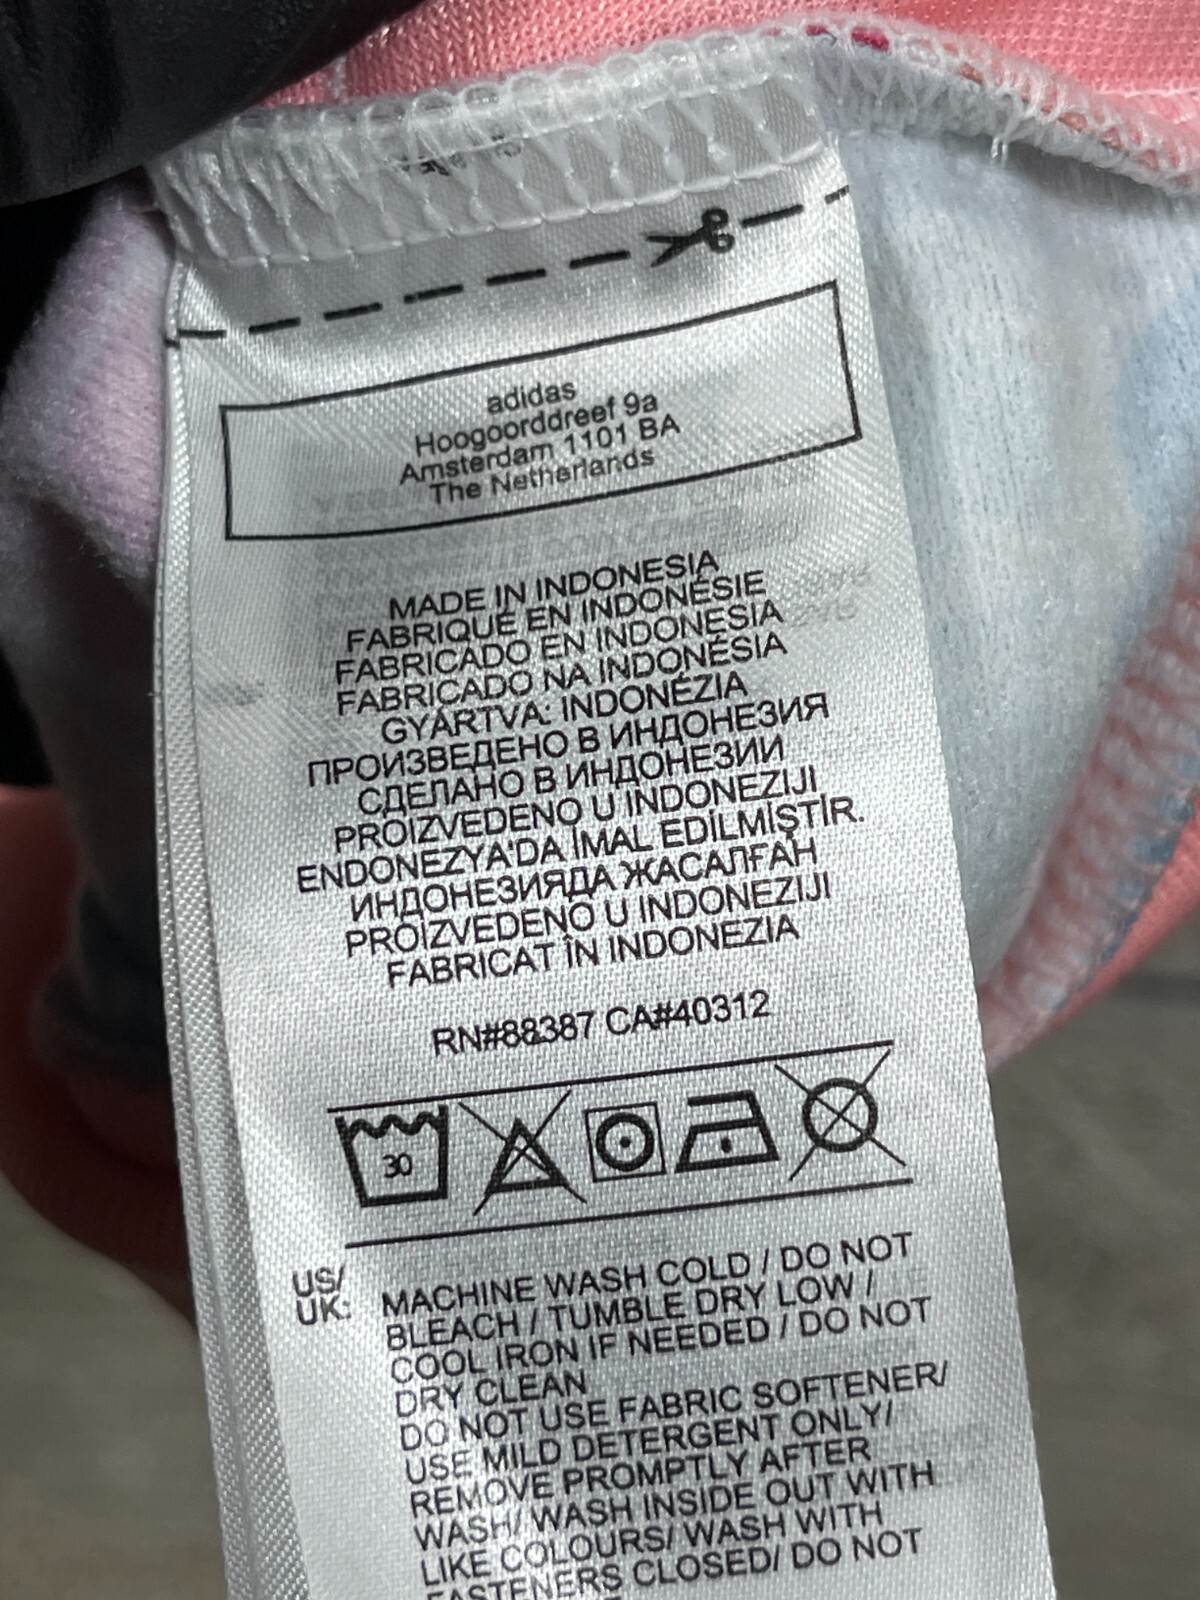 adidas
Hoogoorddreef 9a
Amsterdam 1101 BA
The Netherlands
MADE IN INDONESIA
FABRIQUÉ EN INDONÉSIE
FABRICADO EN INDONESIA
FABRICADO NA INDONÉSIA
GYÁRTVA: INDONÉZIA
ПРОИЗВЕДЕНО В ИНДОНЕЗИЯ
СДЕЛАНО В ИНДОНЕЗИИ
PROIZVEDENO U INDONEZIJI
ENDONEZYA'DA İMAL EDİLMİŞTİR.
ИНДОНЕЗИЯДА ЖАСАЛҒАН
PROIZVEDENO U INDONEZIJI
FABRICAT ÎN INDONEZIA
RN#88387 CA#40312
30
US/
UK:
MACHINE WASH COLD / DO NOT
BLEACH / TUMBLE DRY LOW /
COOL IRON IF NEEDED / DO NOT
DRY CLEAN
DO NOT USE FABRIC SOFTENER/
USE MILD DETERGENT ONLY/
REMOVE PROMPTLY AFTER
WASH/ WASH INSIDE OUT WITH
LIKE COLOURS/ WASH WITH
FASTENERS CLOSED/ DO NOT